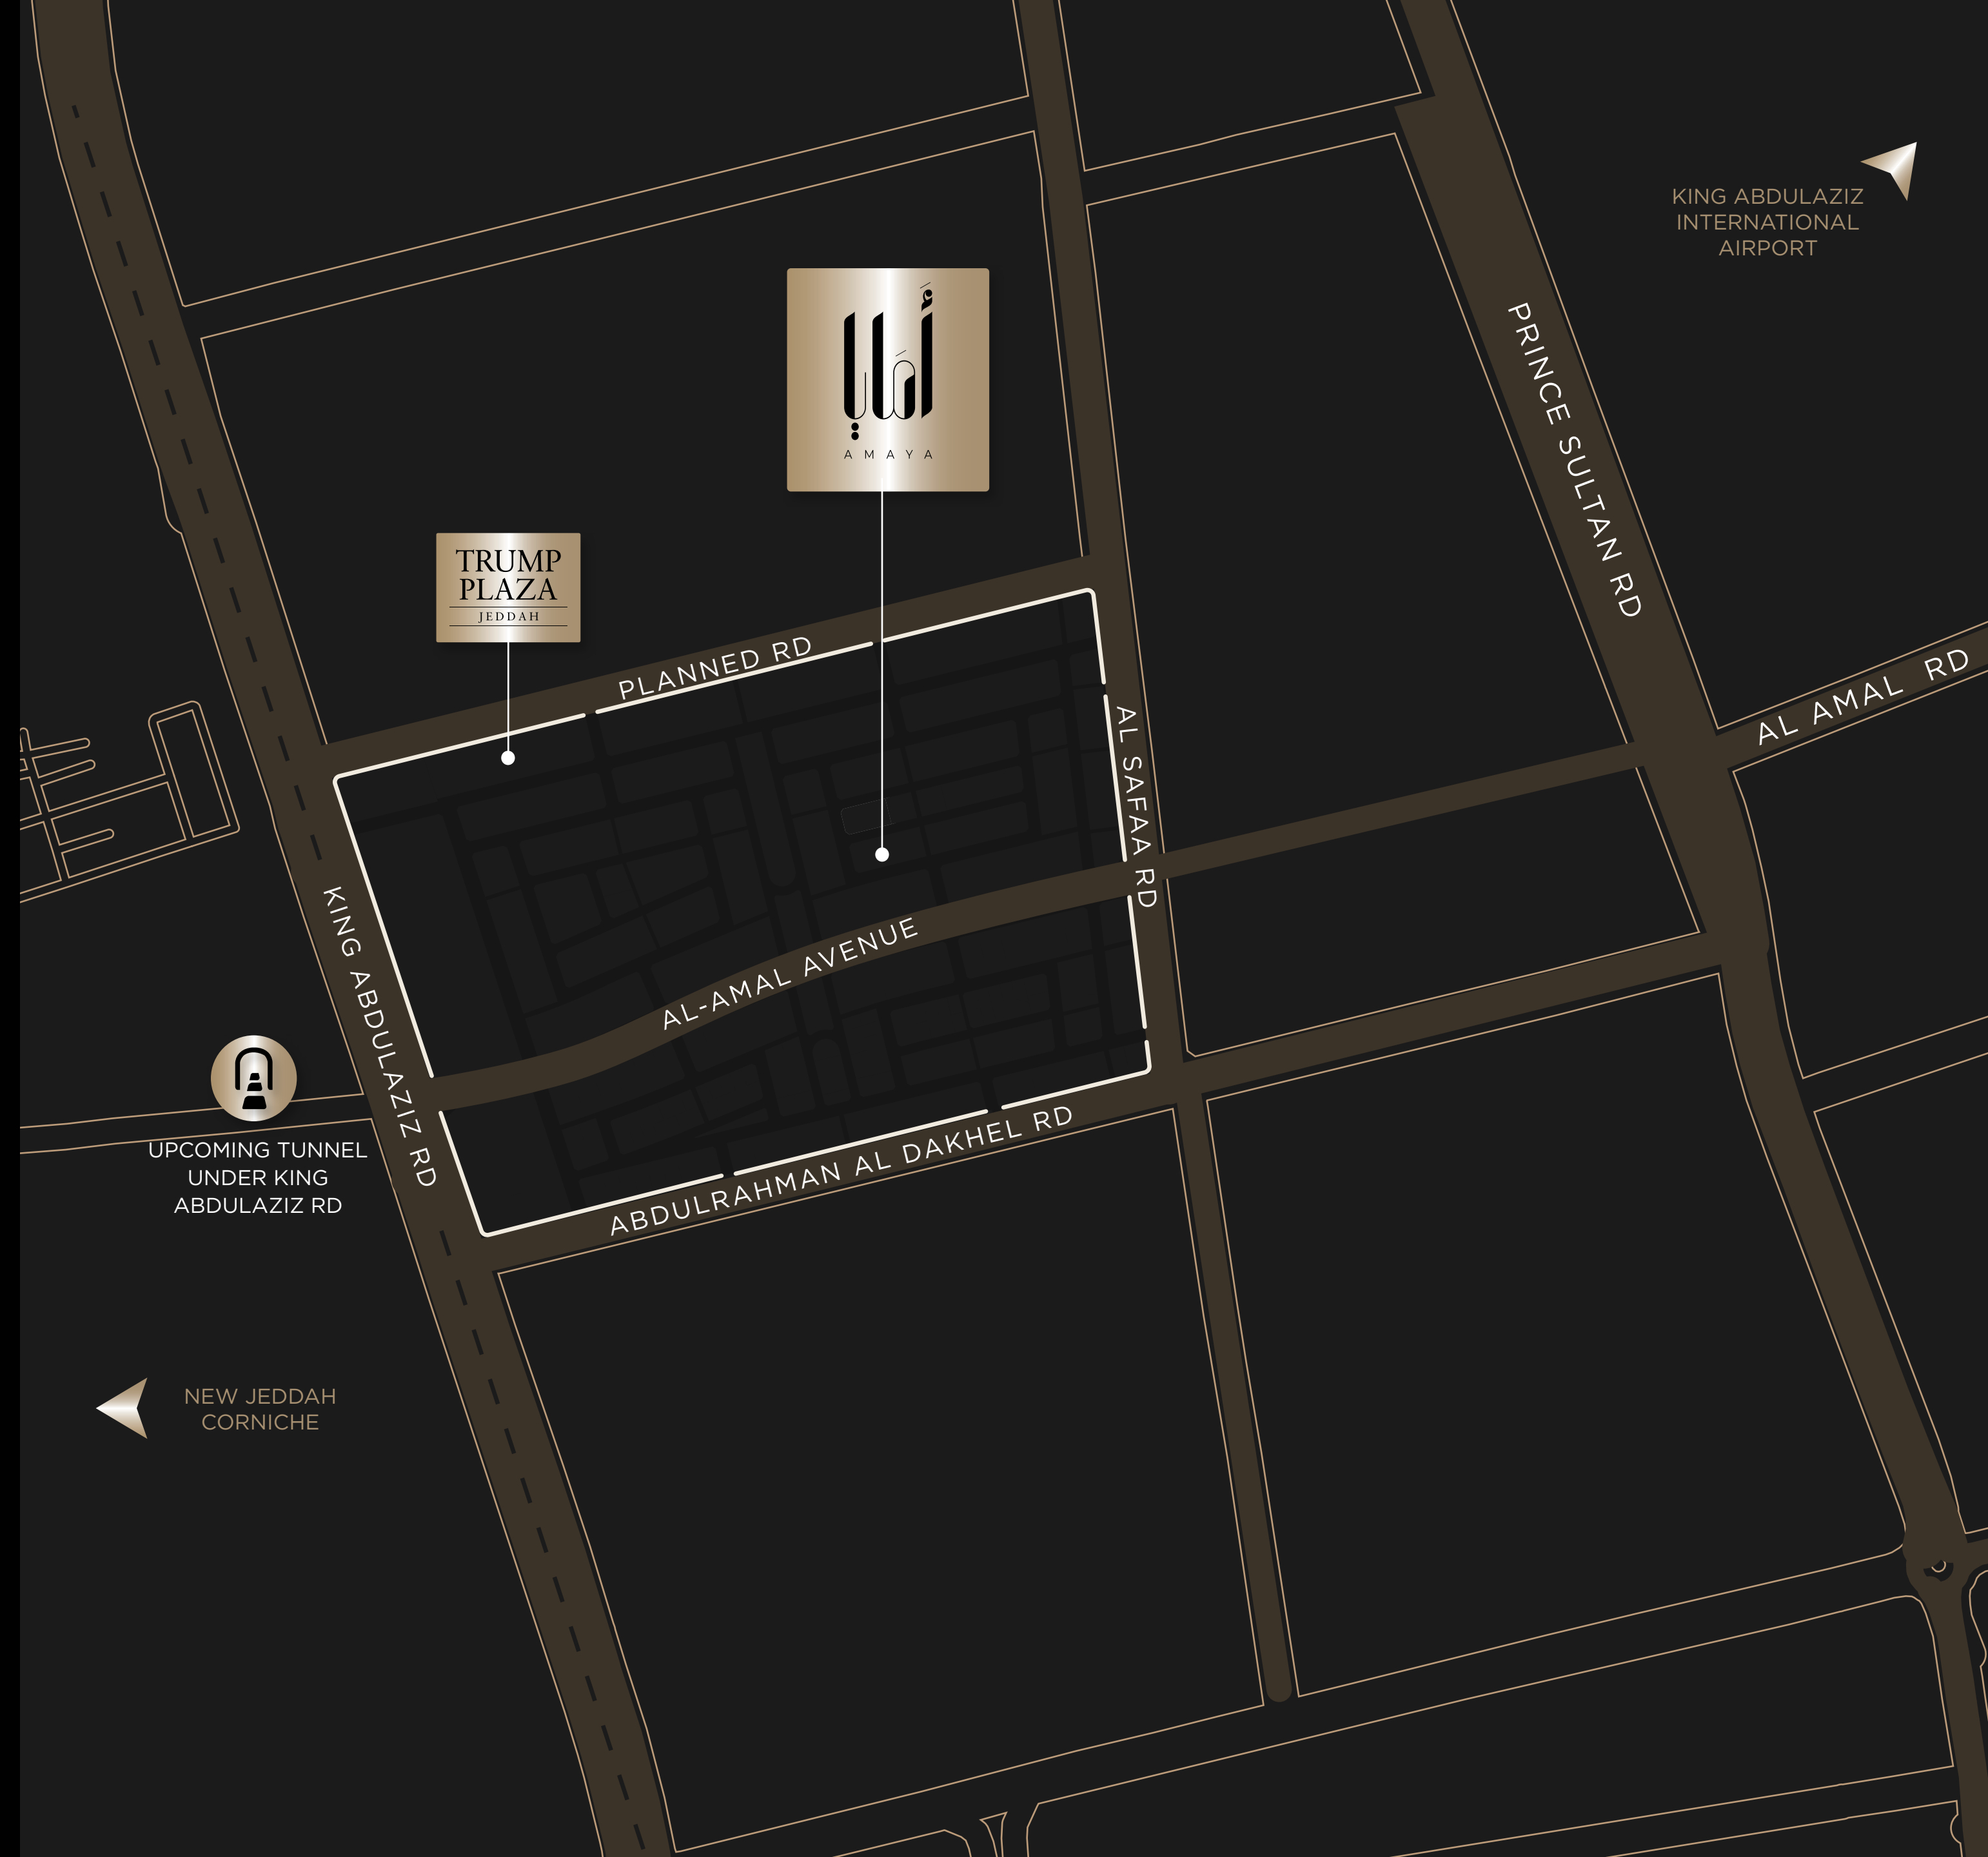 KING ABDULAZIZ
INTERNATIONAL
AIRPORT
أمايا
AMAYA
PRINCE SULTAN RD
TRUMP
PLAZA
JEDDAH
PLANNED RD
AL AMAL RD
AL SAFAA RD
KING ABDULAZIZ RD
AL-AMAL AVENUE
UPCOMING TUNNEL
UNDER KING
ABDULAZIZ RD
ABDULRAHMAN AL DAKHEL RD
NEW JEDDAH
CORNICHE